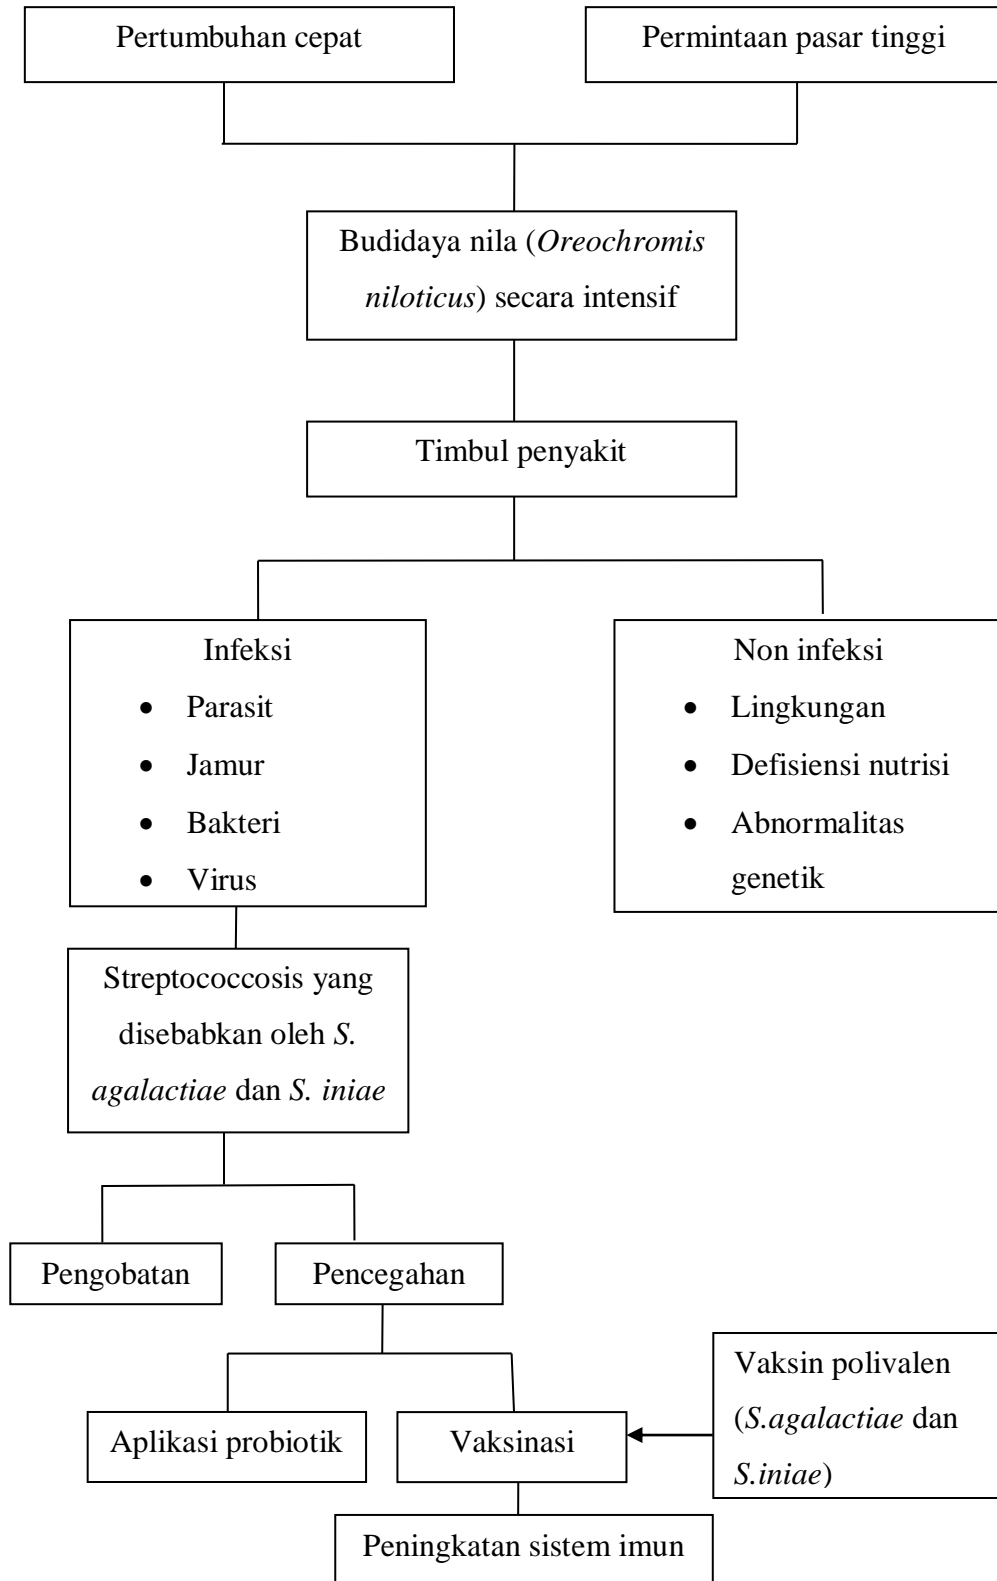 Pertumbuhan cepat
Permintaan pasar tinggi
Budidaya nila (Oreochromis
niloticus) secara intensif
Timbul penyakit
Infeksi
• Parasit
• Jamur
• Bakteri
• Virus
Non infeksi
• Lingkungan
• Defisiensi nutrisi
• Abnormalitas
genetik
Streptococcosis yang
disebabkan oleh S.
agalactiae dan S. iniae
Pengobatan
Pencegahan
Aplikasi probiotik
Vaksinasi
Vaksin polivalen
(S.agalactiae dan
S.iniae)
Peningkatan sistem imun